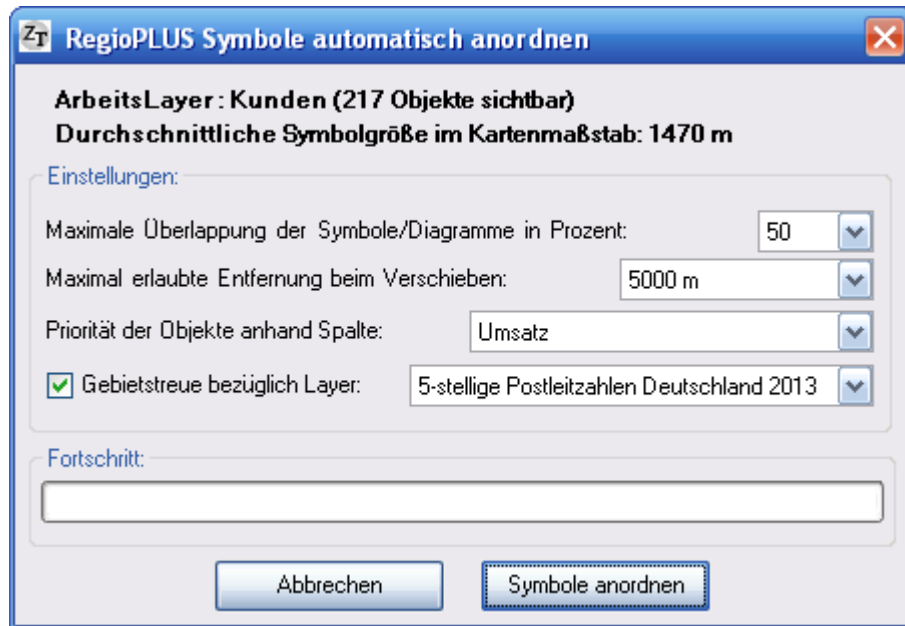 ZT RegioPLUS Symbole automatisch anordnen
ArbeitsLayer: Kunden (217 Objekte sichtbar)
Durchschnittliche Symbolgröße im Kartenmaßstab: 1470 m
Einstellungen:
Maximale Überlappung der Symbole/Diagramme in Prozent: 50
Maximal erlaubte Entfernung beim Verschieben: 5000 m
Priorität der Objekte anhand Spalte: Umsatz
Gebietstreue bezüglich Layer: 5-stellige Postleitzahlen Deutschland 2013
Fortschritt:
Abbrechen Symbole anordnen